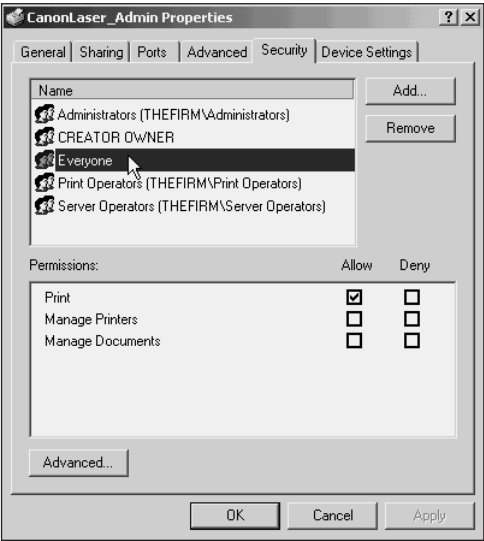 CanonLaser_Admin Properties
General Sharing Ports Advanced Security Device Settings
Name
Administrators (THEFIRM\Administrators)
CREATOR OWNER
Everyone
Print Operators (THEFIRM\Print Operators)
Server Operators (THEFIRM\Server Operators)
Add...
Remove
Permissions: Allow Deny
Print
Manage Printers
Manage Documents
Advanced...
OK Cancel Apply